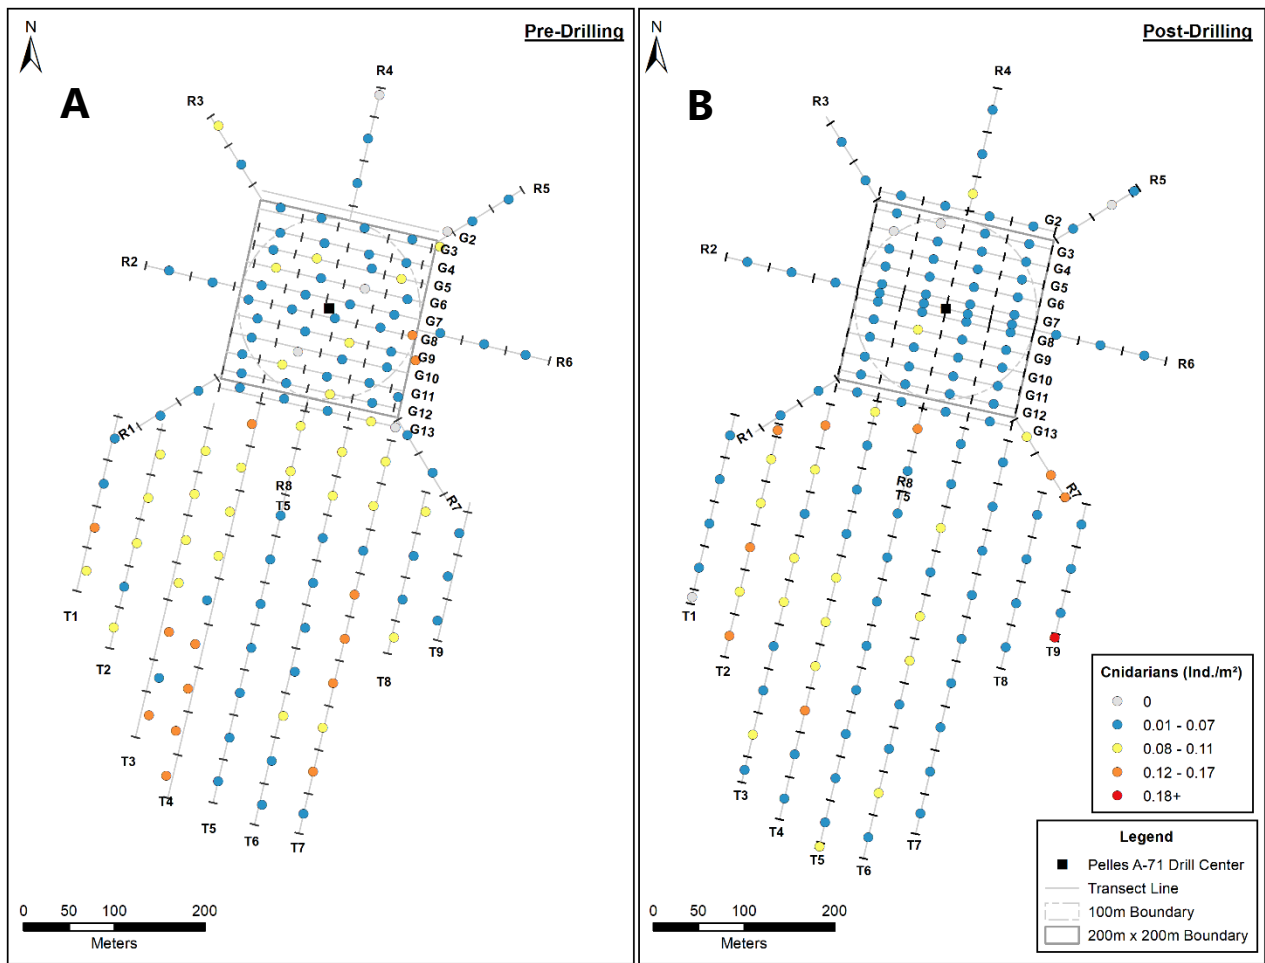 Pre-Drilling
N
A
R4
R3
R5
G2
G3
G4
R2
G5
G6
G7
G8
R6
G9
G10
G11
G12
G13
R1
R8
T5
R7
T1
T2
T9
T8
T3
T4
T5
T6
T7
0 50 100 200
Meters
Post-Drilling
N
B
R4
R3
R5
G2
G3
R2
G4
G5
G6
G7
G8
R6
G9
G10
G11
G12
G13
R1
R8
T5
R7
T1
T2
T9
T8
T3
T4
T5
T6
T7
Cnidarians (Ind./m²)
0
0.01 - 0.07
0.08 - 0.11
0.12 - 0.17
0.18+
Legend
Pelles A-71 Drill Center
Transect Line
100m Boundary
200m x 200m Boundary
0 50 100 200
Meters